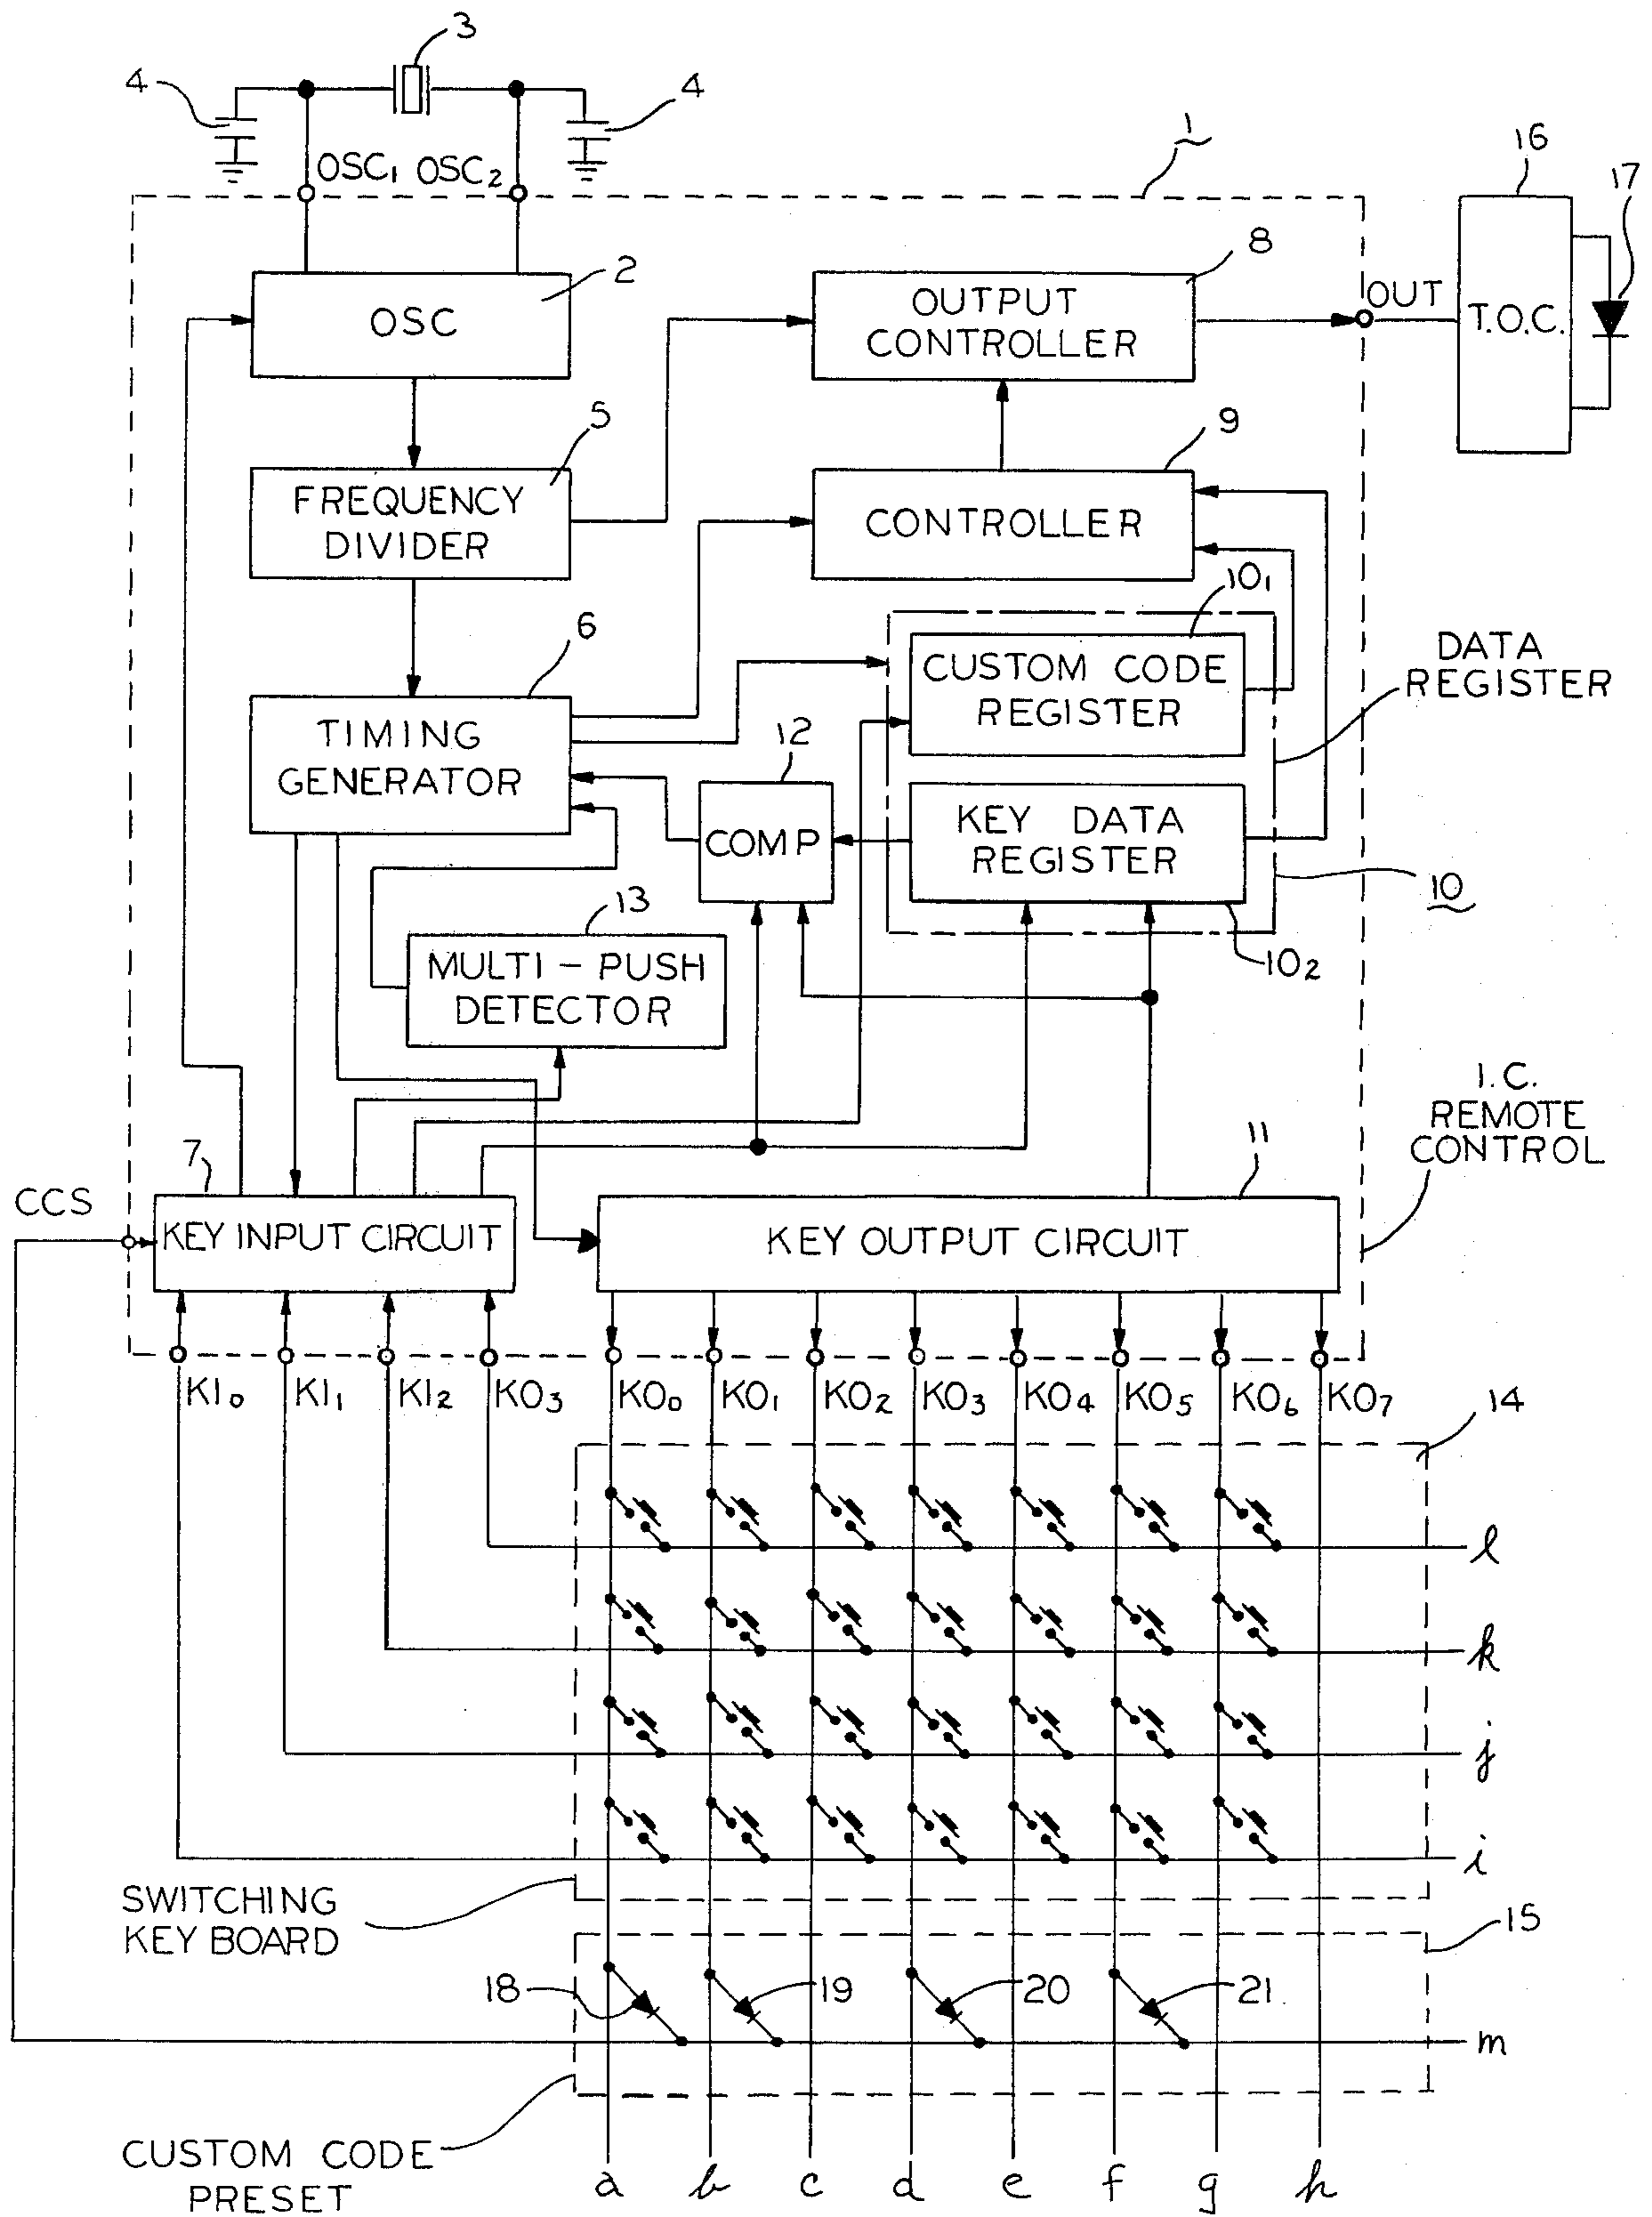 3
4
4
OSC₁ OSC₂
1
16
17
2
OSC
8
OUTPUT
CONTROLLER
OUT
T.O.C.
5
FREQUENCY
DIVIDER
9
CONTROLLER
10₁
6
TIMING
GENERATOR
CUSTOM CODE
REGISTER
DATA
REGISTER
12
COMP
KEY DATA
REGISTER
10
10₂
13
MULTI-PUSH
DETECTOR
I.C.
REMOTE
CONTROL
7
11
CCS
KEY INPUT CIRCUIT
KEY OUTPUT CIRCUIT
KI₀ KI₁ KI₂ KO₃ KO₀ KO₁ KO₂ KO₃ KO₄ KO₅ KO₆ KO₇
14
l
k
j
i
SWITCHING
KEY BOARD
15
18 19 20 21
m
CUSTOM CODE
PRESET
a b c d e f g h